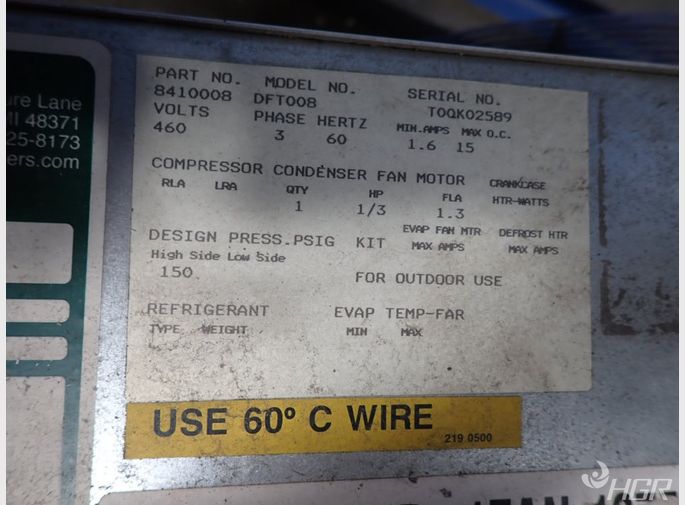 ure Lane
MI 48371
25-8173
ers.com
PART NO. MODEL NO. SERIAL NO.
8410008 DFT008 T0QK02589
VOLTS PHASE HERTZ MIN.AMPS MAX O.C.
460 3 60 1.6 15
COMPRESSOR CONDENSER FAN MOTOR CRANKCASE
RLA LRA QTY HP FLA HTR-WATTS
1 1/3 1.3
DESIGN PRESS.PSIG KIT EVAP FAN MTR DEFROST HTR
High Side Low Side MAX AMPS MAX AMPS
150 FOR OUTDOOR USE
REFRIGERANT EVAP TEMP-FAR
TYPE WEIGHT MIN MAX
USE 60º C WIRE
219 0500
HGR